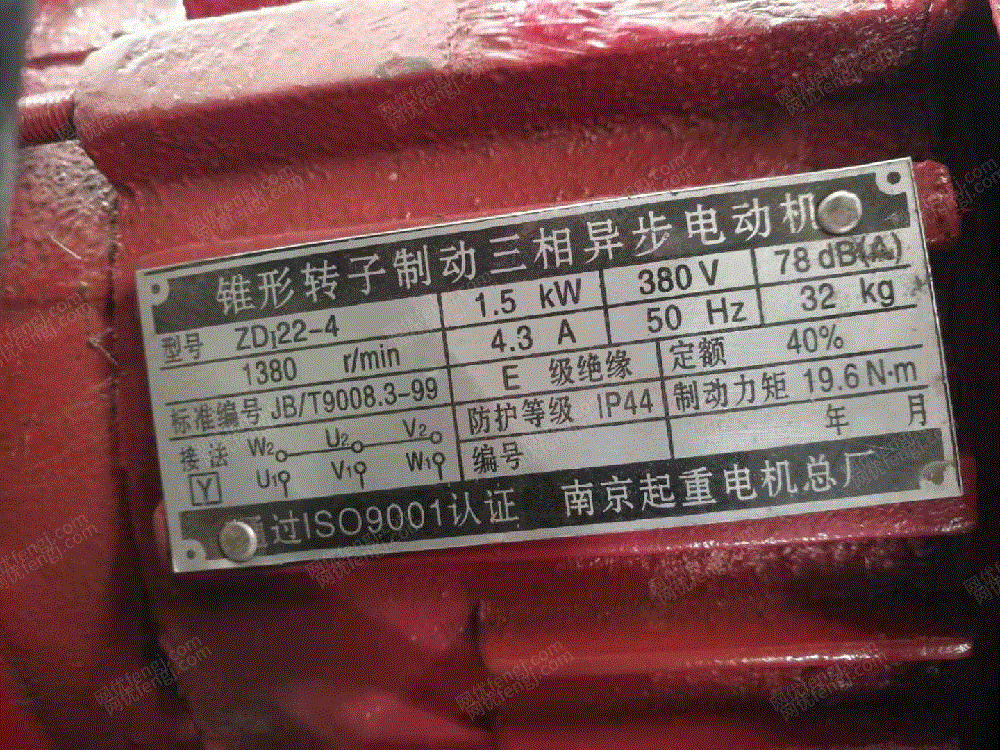 锥形转子制动三相异步电动机
型号 ZD₁22-4 1.5 kW 380 V 78 dB(A)
1380 r/min 4.3 A 50 Hz 32 kg
标准编号 JB/T9008.3-99 E 级绝缘 定额 40%
接法 W2 U2 V2 防护等级 IP44 制动力矩 19.6 N·m
Y U1 V1 W1 编号 年 月
通过ISO9001认证 南京起重电机总厂